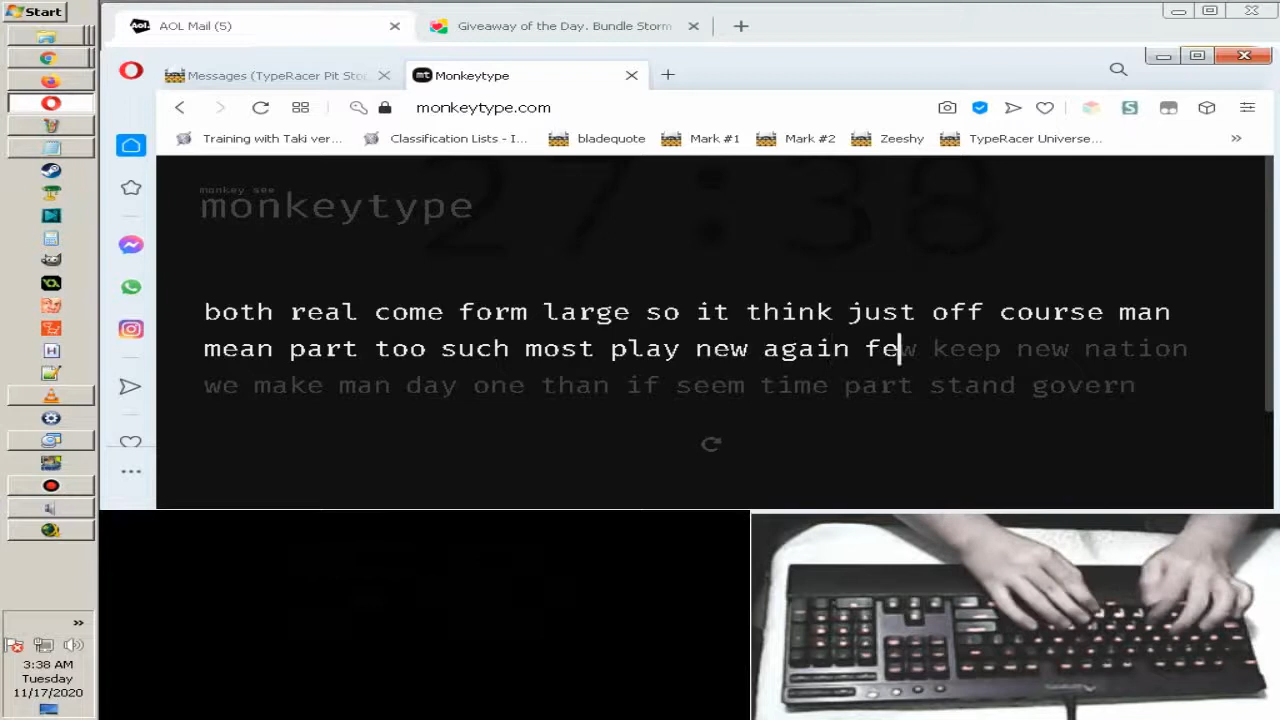 Start
AOL Mail (5)
Giveaway of the Day. Bundle Storm
Messages (TypeRacer Pit Sto
mt Monkeytype
monkeytype.com
Training with Taki ver...
Classification Lists - I...
bladequote
Mark #1
Mark #2
Zeeshy
TypeRacer Universe...
27:38
monkey see
monkeytype
both real come form large so it think just off course man
mean part too such most play new again few keep new nation
we make man day one than if seem time part stand govern
3:38 AM
Tuesday
11/17/2020